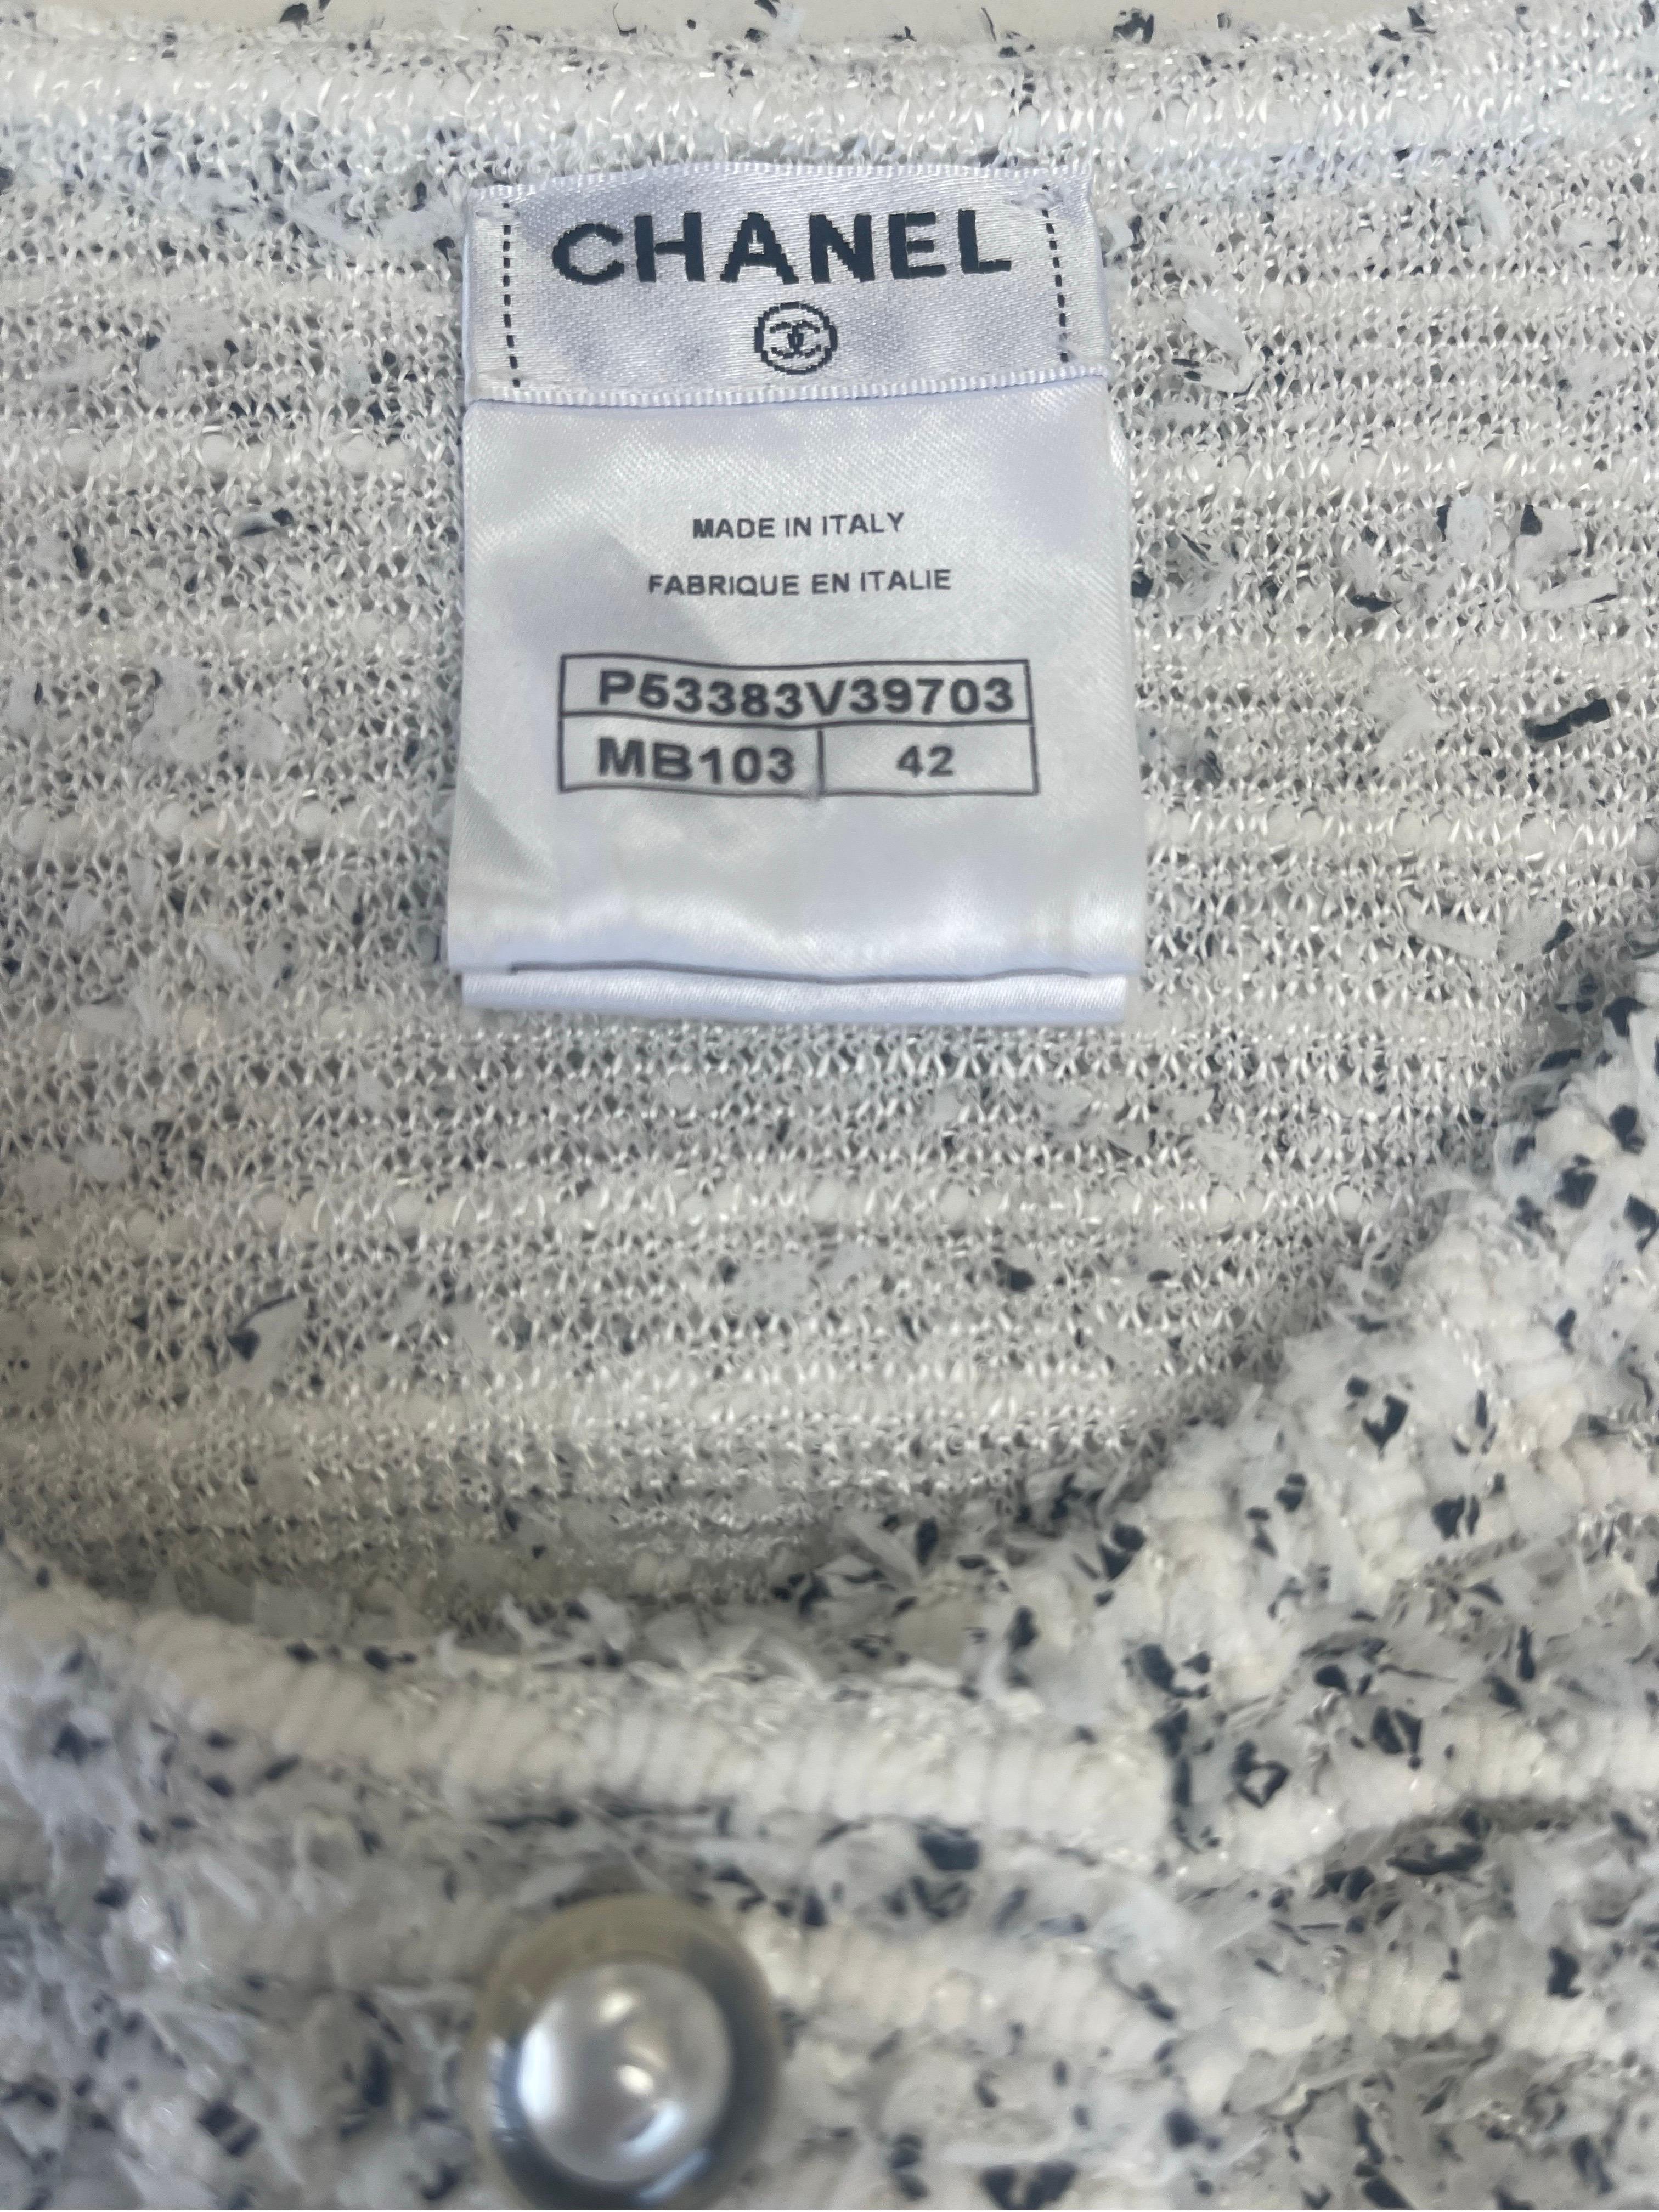 CHANEL
MADE IN ITALY
FABRIQUE EN ITALIE
P53383V39703
MB103 42